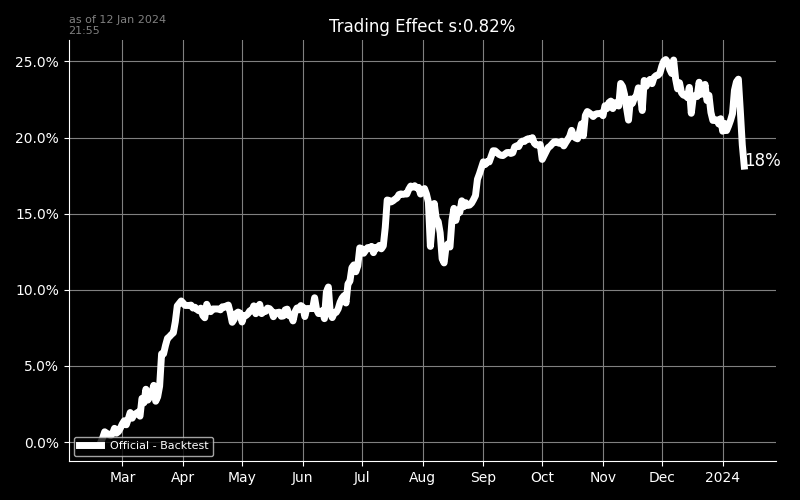 as of 12 Jan 2024
21:55
Trading Effect s:0.82%
25.0%
20.0%
15.0%
10.0%
5.0%
0.0%
18%
Official - Backtest
Mar Apr May Jun Jul Aug Sep Oct Nov Dec 2024